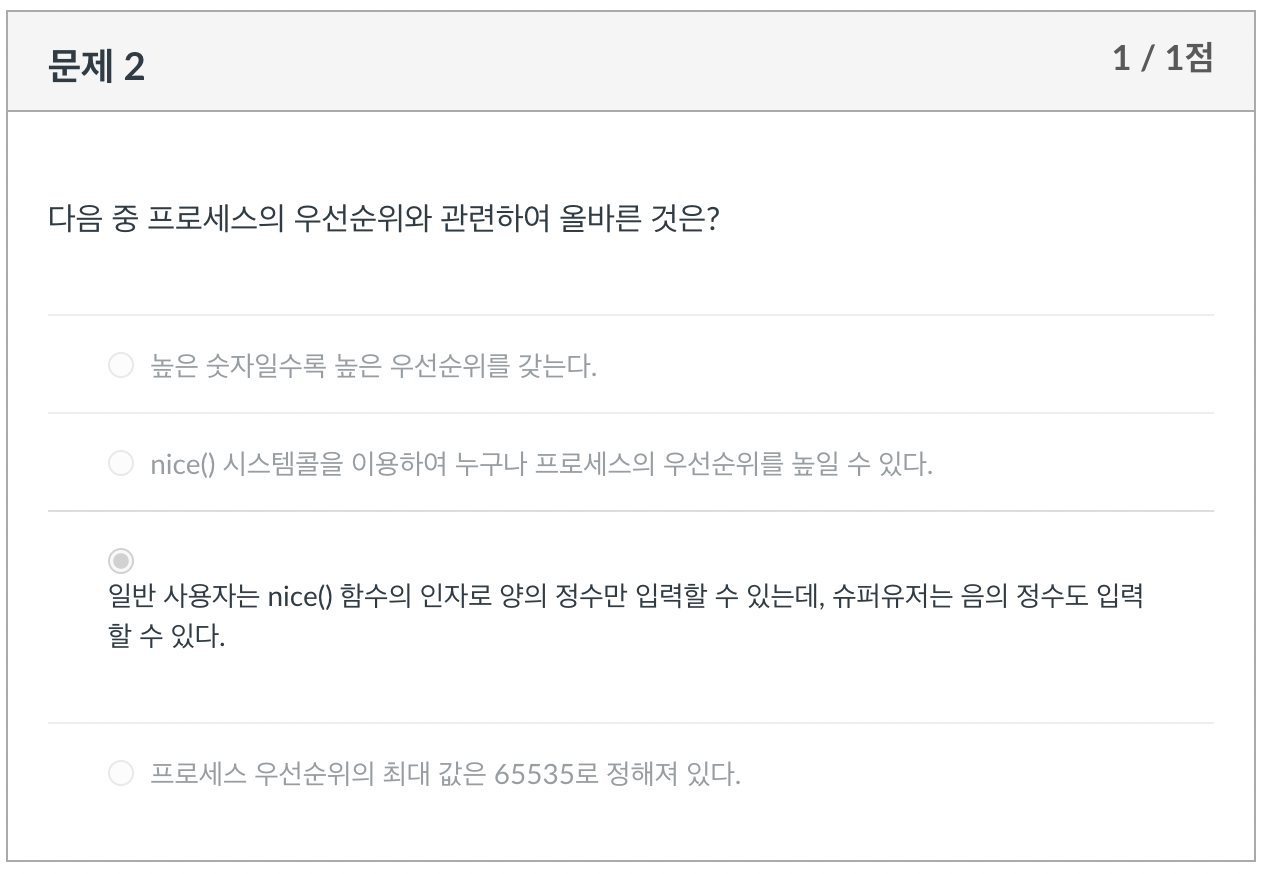 문제 2
1 / 1점
다음 중 프로세스의 우선순위와 관련하여 올바른 것은?
높은 숫자일수록 높은 우선순위를 갖는다.
nice() 시스템콜을 이용하여 누구나 프로세스의 우선순위를 높일 수 있다.
일반 사용자는 nice() 함수의 인자로 양의 정수만 입력할 수 있는데, 슈퍼유저는 음의 정수도 입력
할 수 있다.
프로세스 우선순위의 최대 값은 65535로 정해져 있다.